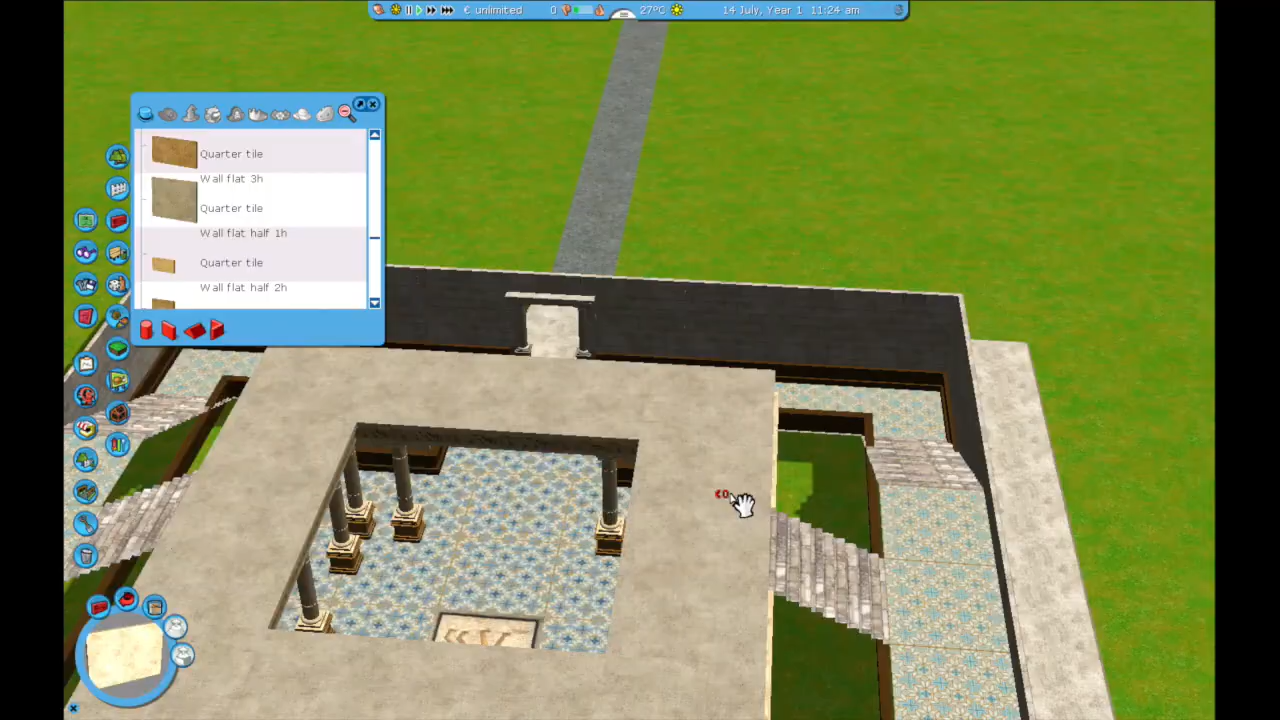 € unlimited 0 27°C 14 July, Year 1 11:24 am
Quarter tile
Wall flat 3h
Quarter tile
Wall flat half 1h
Quarter tile
Wall flat half 2h
€0